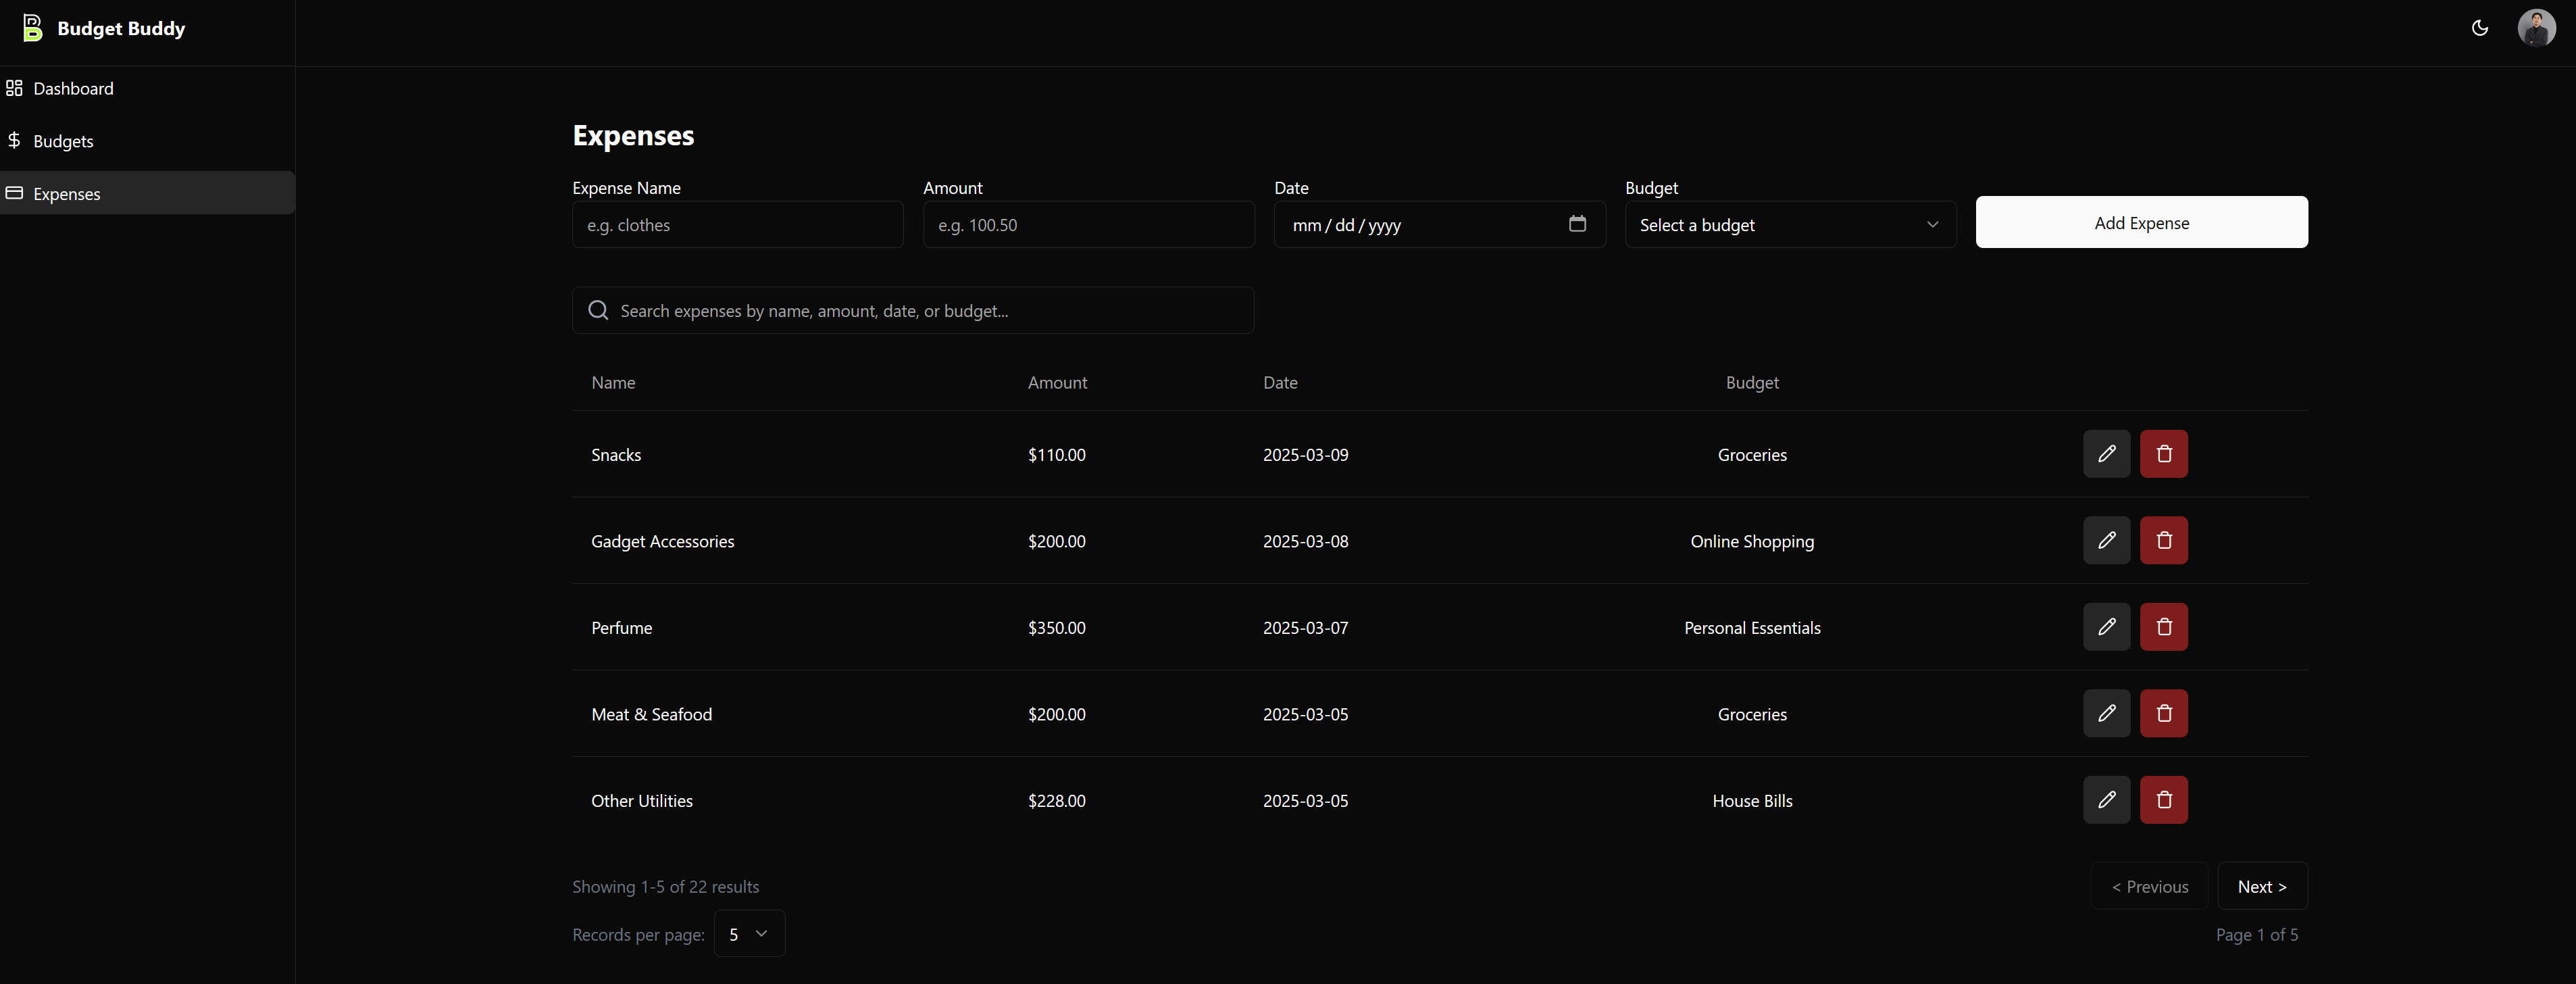 Budget Buddy
Dashboard
Budgets
Expenses
Expenses
Expense Name Amount Date Budget
e.g. clothes e.g. 100.50 mm/dd/yyyy Select a budget Add Expense
Search expenses by name, amount, date, or budget...
Name Amount Date Budget
Snacks $110.00 2025-03-09 Groceries
Gadget Accessories $200.00 2025-03-08 Online Shopping
Perfume $350.00 2025-03-07 Personal Essentials
Meat & Seafood $200.00 2025-03-05 Groceries
Other Utilities $228.00 2025-03-05 House Bills
Showing 1-5 of 22 results < Previous Next >
Records per page: 5 Page 1 of 5